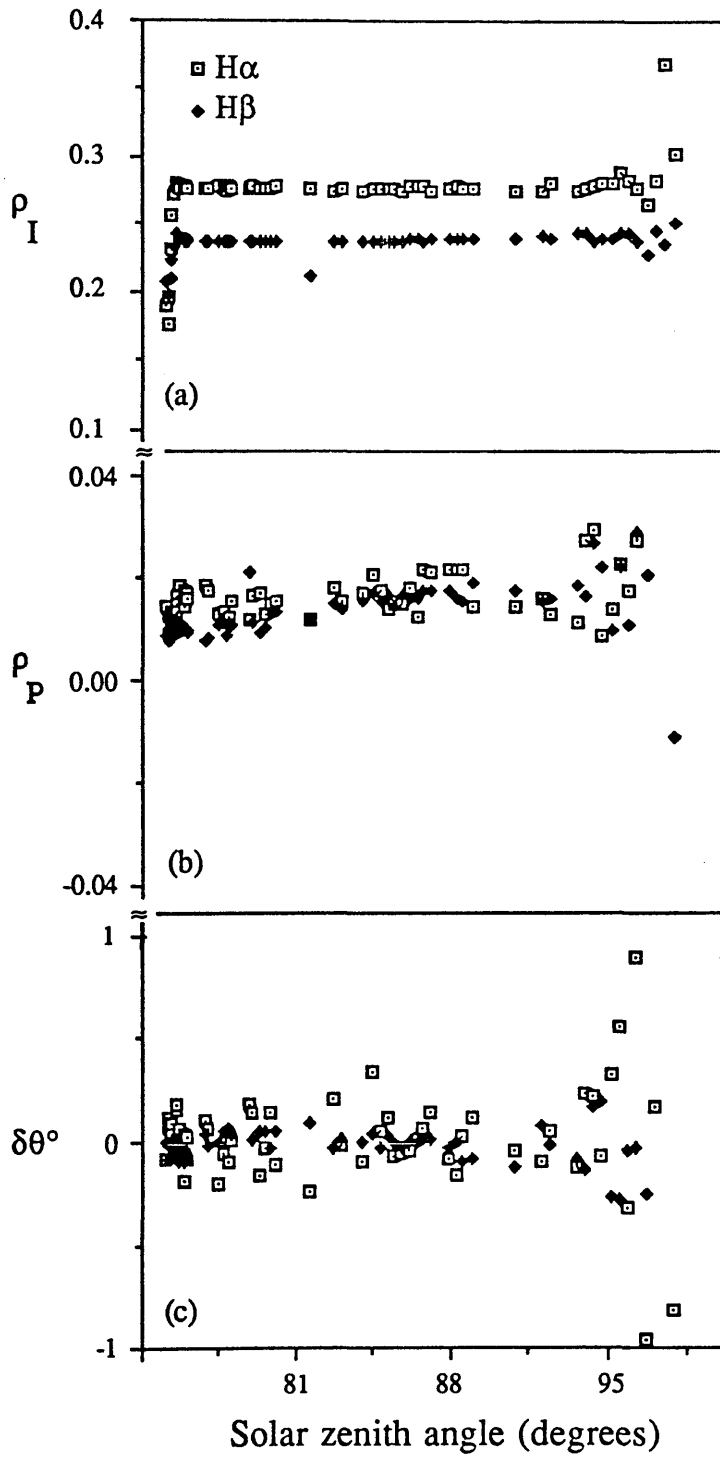 0.4
Hα
Hβ
0.3
ρ
I
0.2
(a)
0.1
≈
0.04
ρ
P
0.00
(b)
-0.04
≈
1
δθ°
0
(c)
-1
81
88
95
Solar zenith angle (degrees)